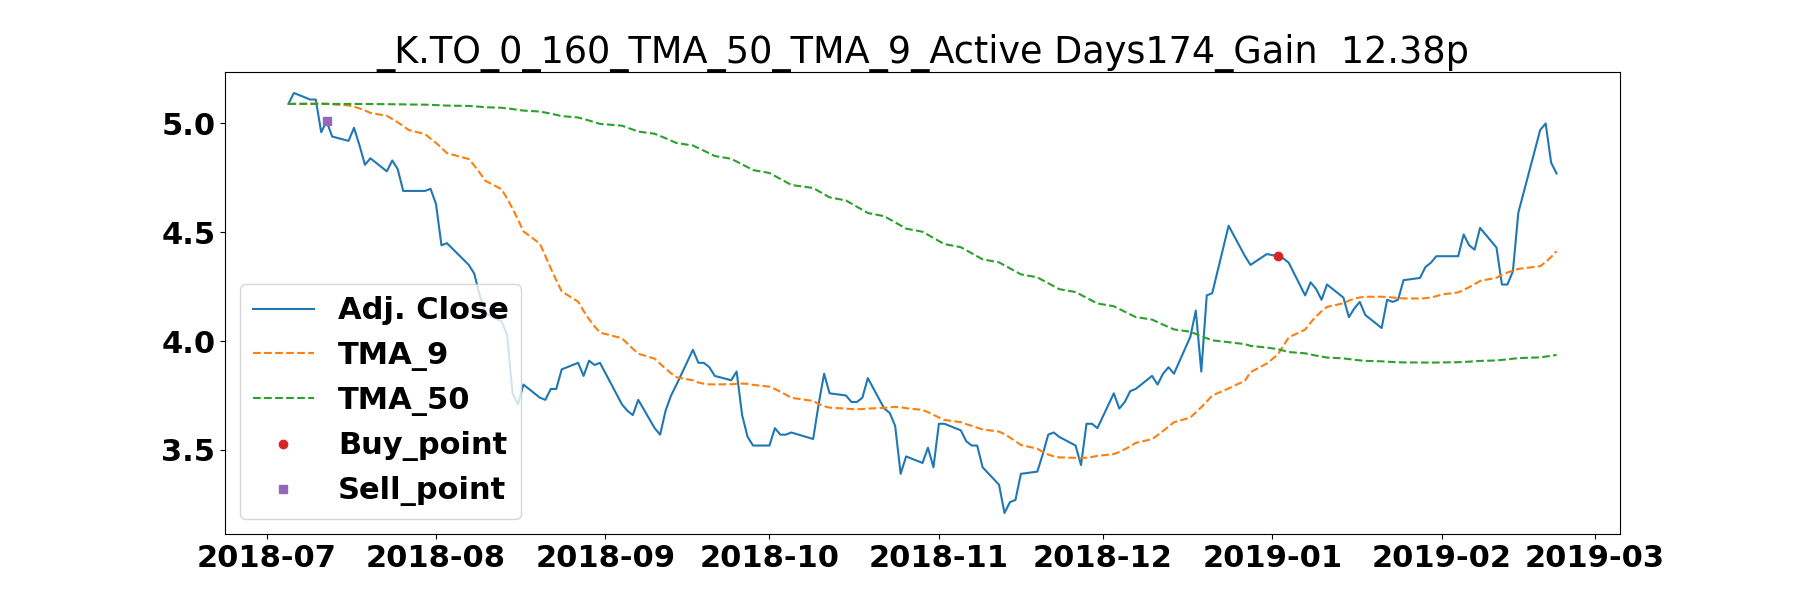 _K.TO_0_160_TMA_50_TMA_9_Active Days174_Gain  12.38p
5.0
4.5
4.0
3.5
Adj. Close
TMA_9
TMA_50
Buy_point
Sell_point
2018-07 2018-08 2018-09 2018-10 2018-11 2018-12 2019-01 2019-02 2019-03